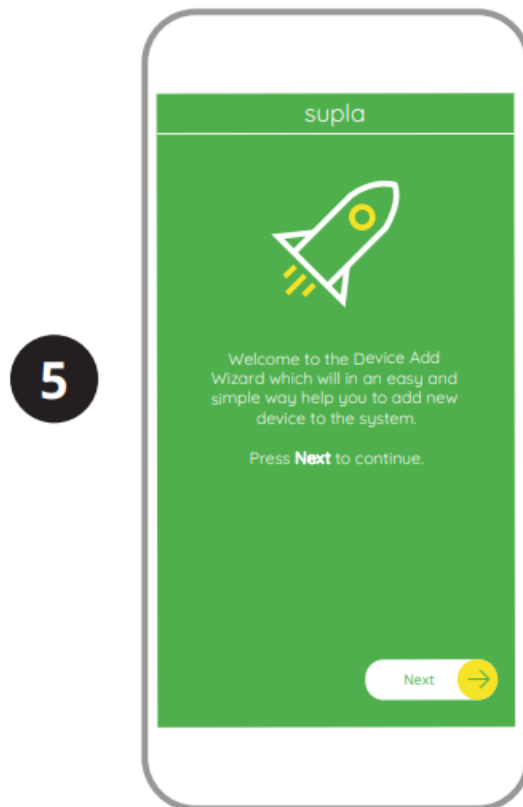 supla
5
Welcome to the Device Add
Wizard which will in an easy and
simple way help you to add new
device to the system.
Press Next to continue.
Next